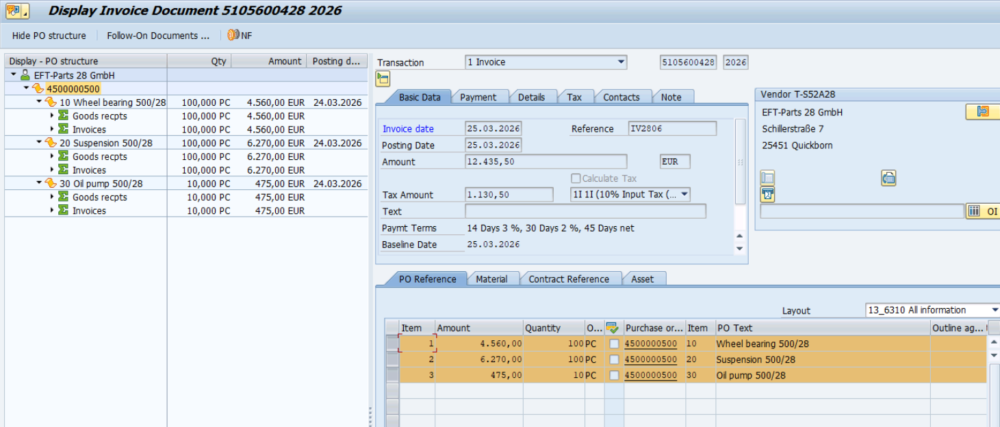 Display Invoice Document 5105600428 2026
Hide PO structure Follow-On Documents ... NF
Display - PO structure Qty Amount Posting d...
EFT-Parts 28 GmbH
4500000500
10 Wheel bearing 500/28 100,000 PC 4.560,00 EUR 24.03.2026
Goods recpts 100,000 PC 4.560,00 EUR
Invoices 100,000 PC 4.560,00 EUR
20 Suspension 500/28 100,000 PC 6.270,00 EUR 24.03.2026
Goods recpts 100,000 PC 6.270,00 EUR
Invoices 100,000 PC 6.270,00 EUR
30 Oil pump 500/28 10,000 PC 475,00 EUR 24.03.2026
Goods recpts 10,000 PC 475,00 EUR
Invoices 10,000 PC 475,00 EUR
Transaction 1 Invoice 5105600428 2026
Basic Data Payment Details Tax Contacts Note
Invoice date 25.03.2026 Reference IV2806
Posting Date 25.03.2026
Amount 12.435,50 EUR
Calculate Tax
Tax Amount 1.130,50 1I 1I (10% Input Tax (...
Text
Paymt Terms 14 Days 3 %, 30 Days 2 %, 45 Days net
Baseline Date 25.03.2026
Vendor T-S52A28
EFT-Parts 28 GmbH
Schillerstraße 7
25451 Quickborn
OI
PO Reference Material Contract Reference Asset
Layout 13_6310 All information
Item Amount Quantity O... Purchase or... Item PO Text Outline ag...
1 4.560,00 100 PC 4500000500 10 Wheel bearing 500/28
2 6.270,00 100 PC 4500000500 20 Suspension 500/28
3 475,00 10 PC 4500000500 30 Oil pump 500/28